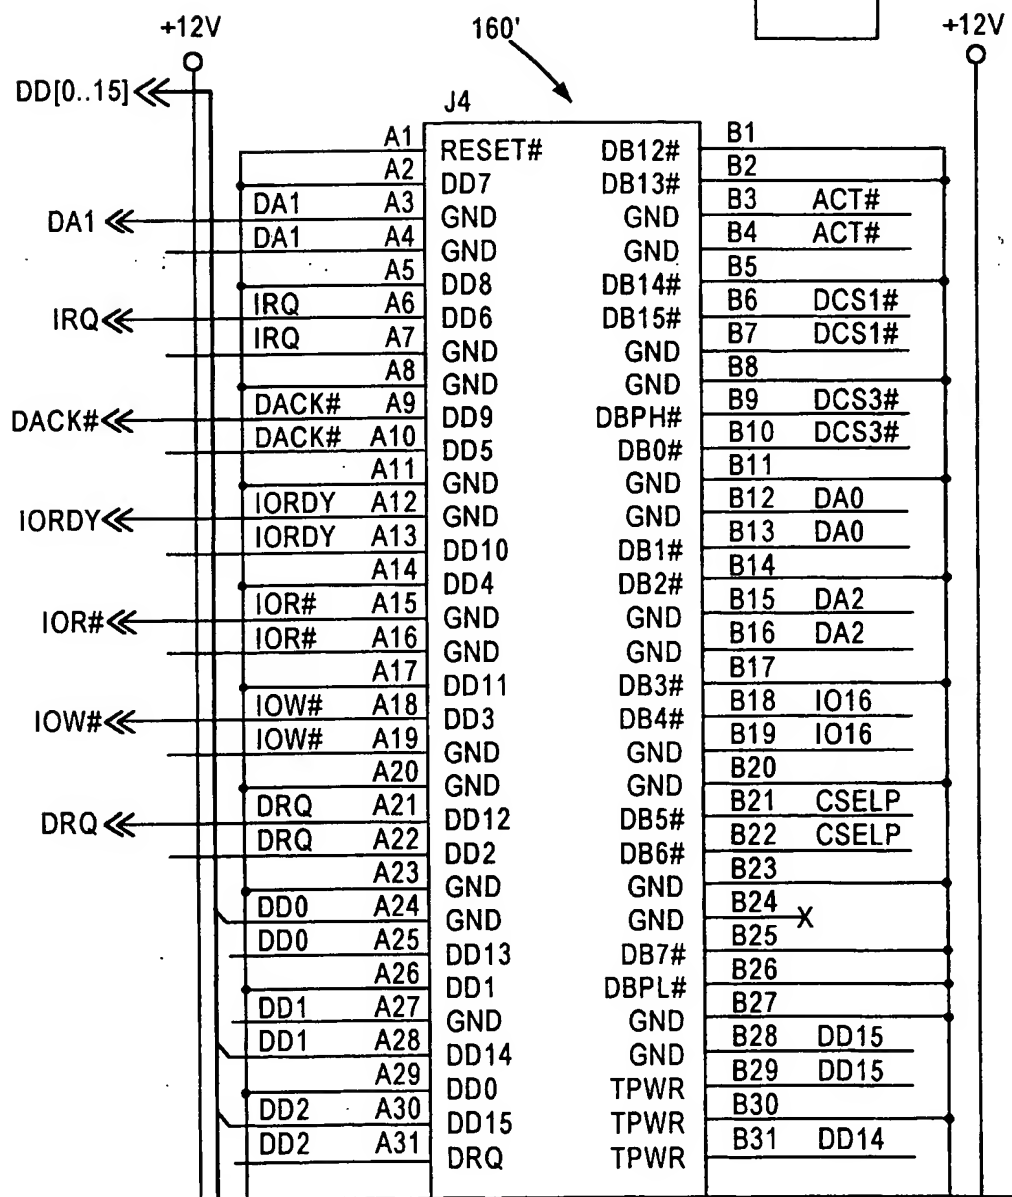 +12V 160' +12V
DD[0..15]
J4
A1 RESET# DB12# B1
A2 DD7 DB13# B2
DA1 DA1 A3 GND GND B3 ACT#
DA1 A4 GND GND B4 ACT#
A5 DD8 DB14# B5
IRQ IRQ A6 DD6 DB15# B6 DCS1#
IRQ A7 GND GND B7 DCS1#
A8 GND GND B8
DACK# DACK# A9 DD9 DBPH# B9 DCS3#
DACK# A10 DD5 DB0# B10 DCS3#
A11 GND GND B11
IORDY IORDY A12 GND GND B12 DA0
IORDY A13 DD10 DB1# B13 DA0
A14 DD4 DB2# B14
IOR# IOR# A15 GND GND B15 DA2
IOR# A16 GND GND B16 DA2
A17 DD11 DB3# B17
IOW# IOW# A18 DD3 DB4# B18 IO16
IOW# A19 GND GND B19 IO16
A20 GND GND B20
DRQ DRQ A21 DD12 DB5# B21 CSELP
DRQ A22 DD2 DB6# B22 CSELP
A23 GND GND B23
DD0 A24 GND GND B24 X
DD0 A25 DD13 DB7# B25
A26 DD1 DBPL# B26
DD1 A27 GND GND B27
DD1 A28 DD14 GND B28 DD15
A29 DD0 TPWR B29 DD15
DD2 A30 DD15 TPWR B30
DD2 A31 DRQ TPWR B31 DD14